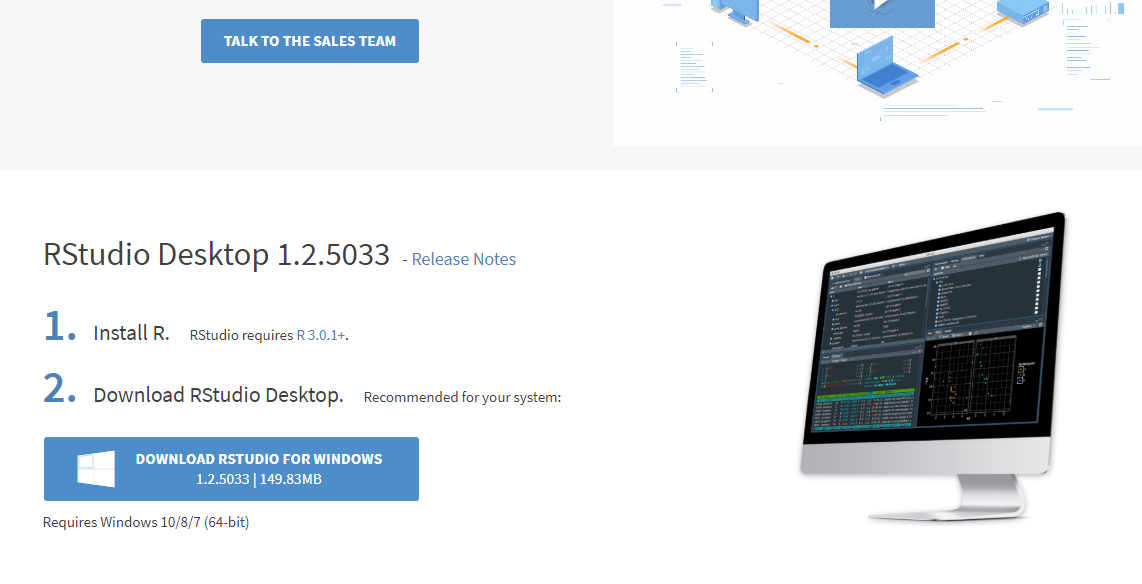 TALK TO THE SALES TEAM
RStudio Desktop 1.2.5033 - Release Notes
1. Install R. RStudio requires R 3.0.1+.
2. Download RStudio Desktop. Recommended for your system:
DOWNLOAD RSTUDIO FOR WINDOWS
1.2.5033 | 149.83MB
Requires Windows 10/8/7 (64-bit)